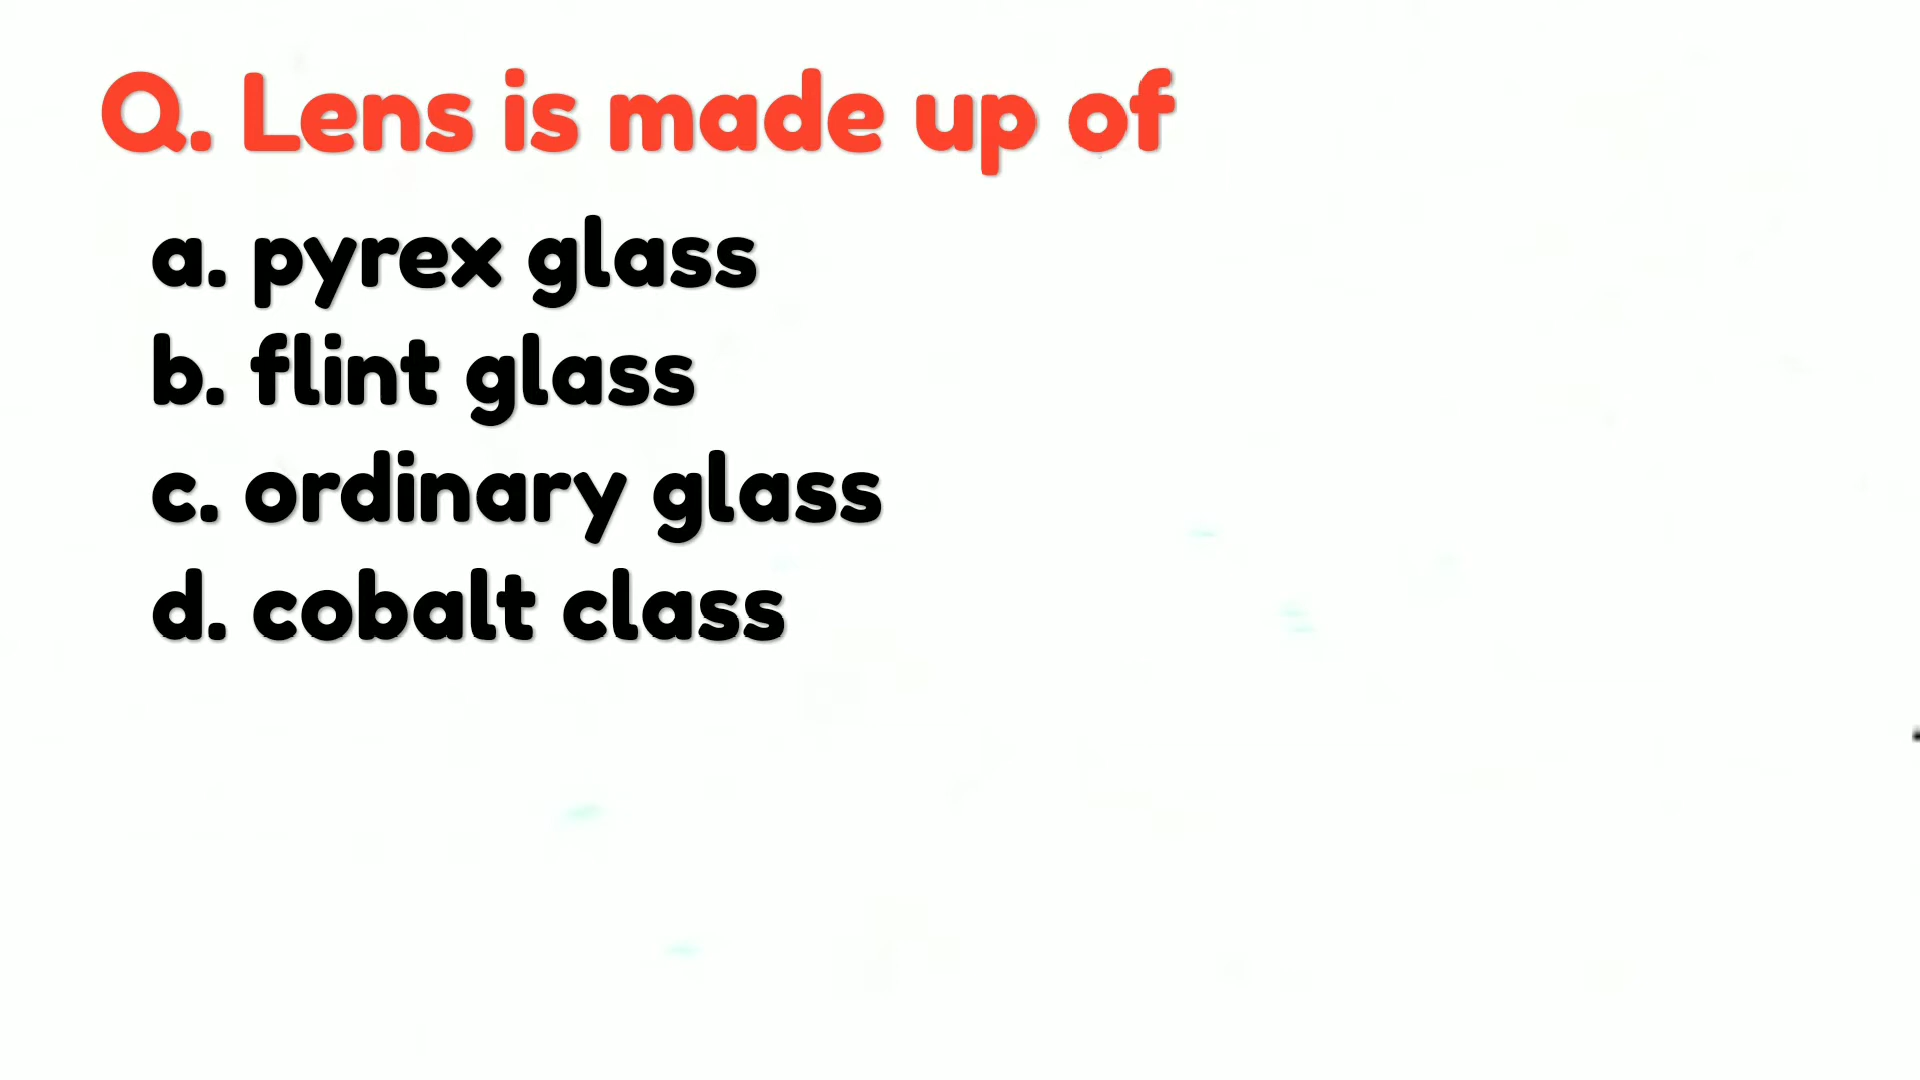 Q. Lens is made up of
a. pyrex glass
b. flint glass
c. ordinary glass
d. cobalt class